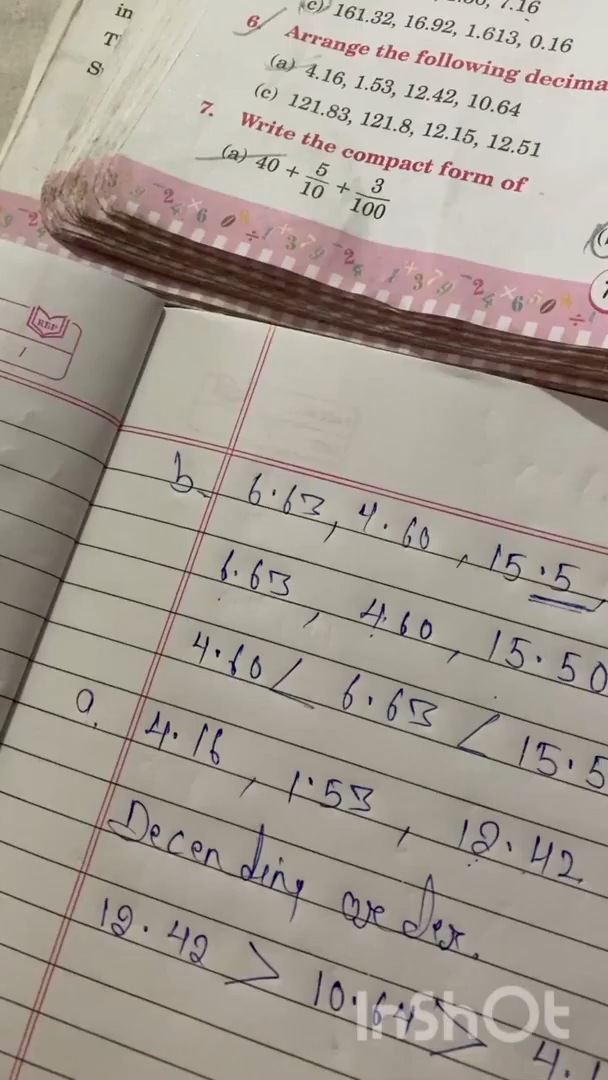 in
T
S
(c) 161.32, 16.92, 1.613, 0.16
6. Arrange the following decima
(a) 4.16, 1.53, 12.42, 10.64
(c) 121.83, 121.8, 12.15, 12.51
7. Write the compact form of
(a) 40 + 5/10 + 3/100
b. 6.63, 4.60, 15.5,
6.63, 4.60, 15.50
4.60 < 6.63 < 15.5
a. 4.16, 1.53, 12.42
Decending order.
12.42 > 10.64 > 4.1
InShOt